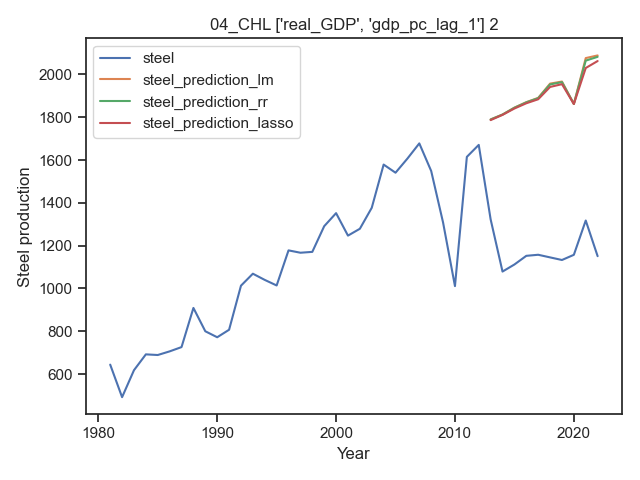 04_CHL ['real_GDP', 'gdp_pc_lag_1'] 2
steel
steel_prediction_lm
steel_prediction_rr
steel_prediction_lasso
Steel production
2000
1800
1600
1400
1200
1000
800
600
1980
1990
2000
2010
2020
Year